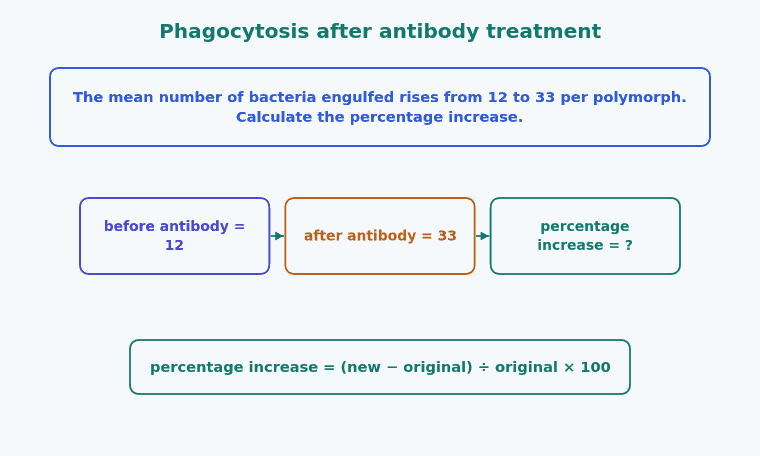 Phagocytosis after antibody treatment
The mean number of bacteria engulfed rises from 12 to 33 per polymorph.
Calculate the percentage increase.
before antibody =
12
after antibody = 33
percentage
increase = ?
percentage increase = (new − original) ÷ original × 100